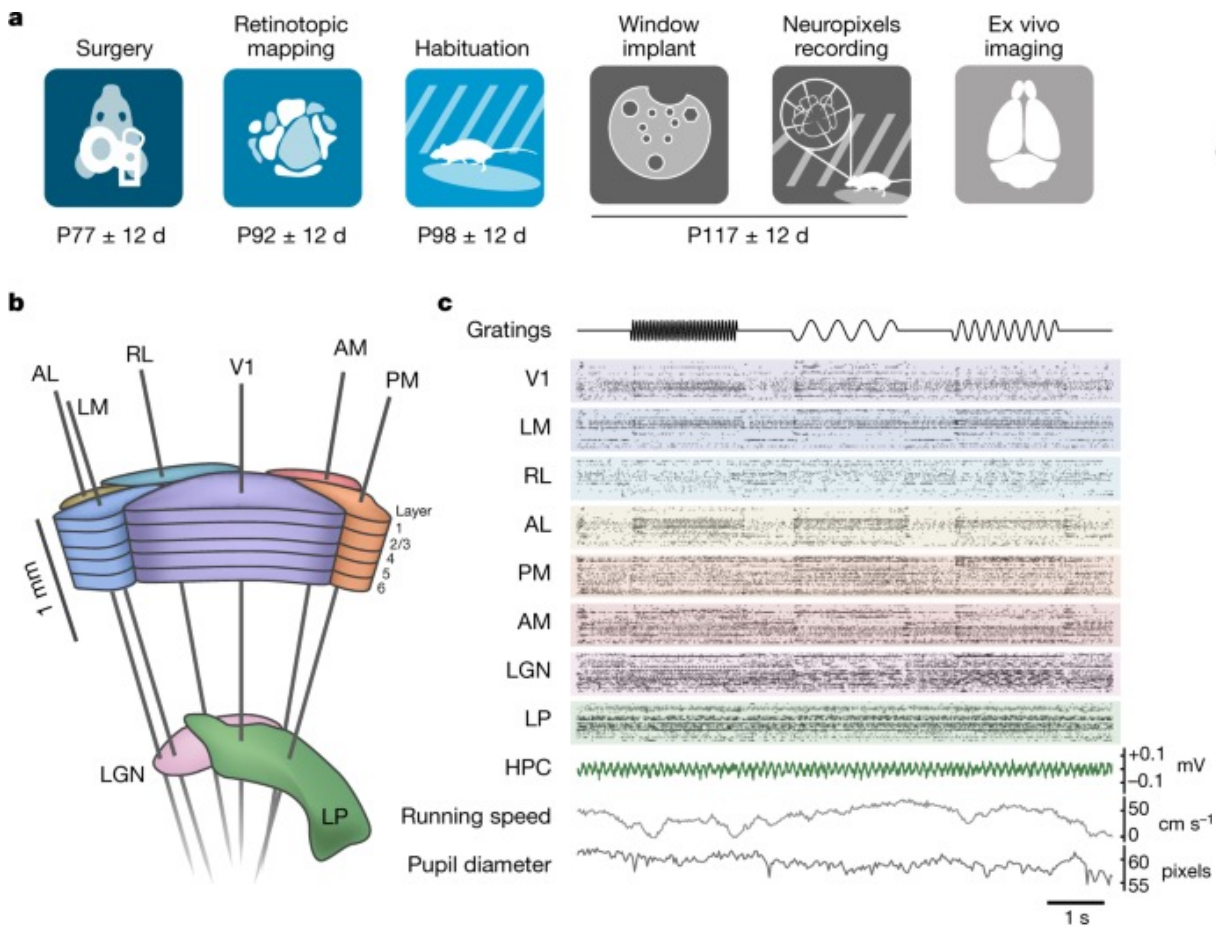 a
Surgery
Retinotopic
mapping
Habituation
Window
implant
Neuropixels
recording
Ex vivo
imaging
P77 ± 12 d
P92 ± 12 d
P98 ± 12 d
P117 ± 12 d
b
AL
LM
RL
V1
AM
PM
Layer
1
2/3
4
5
6
1 mm
LGN
LP
c
Gratings
V1
LM
RL
AL
PM
AM
LGN
LP
HPC
+0.1
–0.1
mV
Running speed
50
0
cm s⁻¹
Pupil diameter
60
55
pixels
1 s